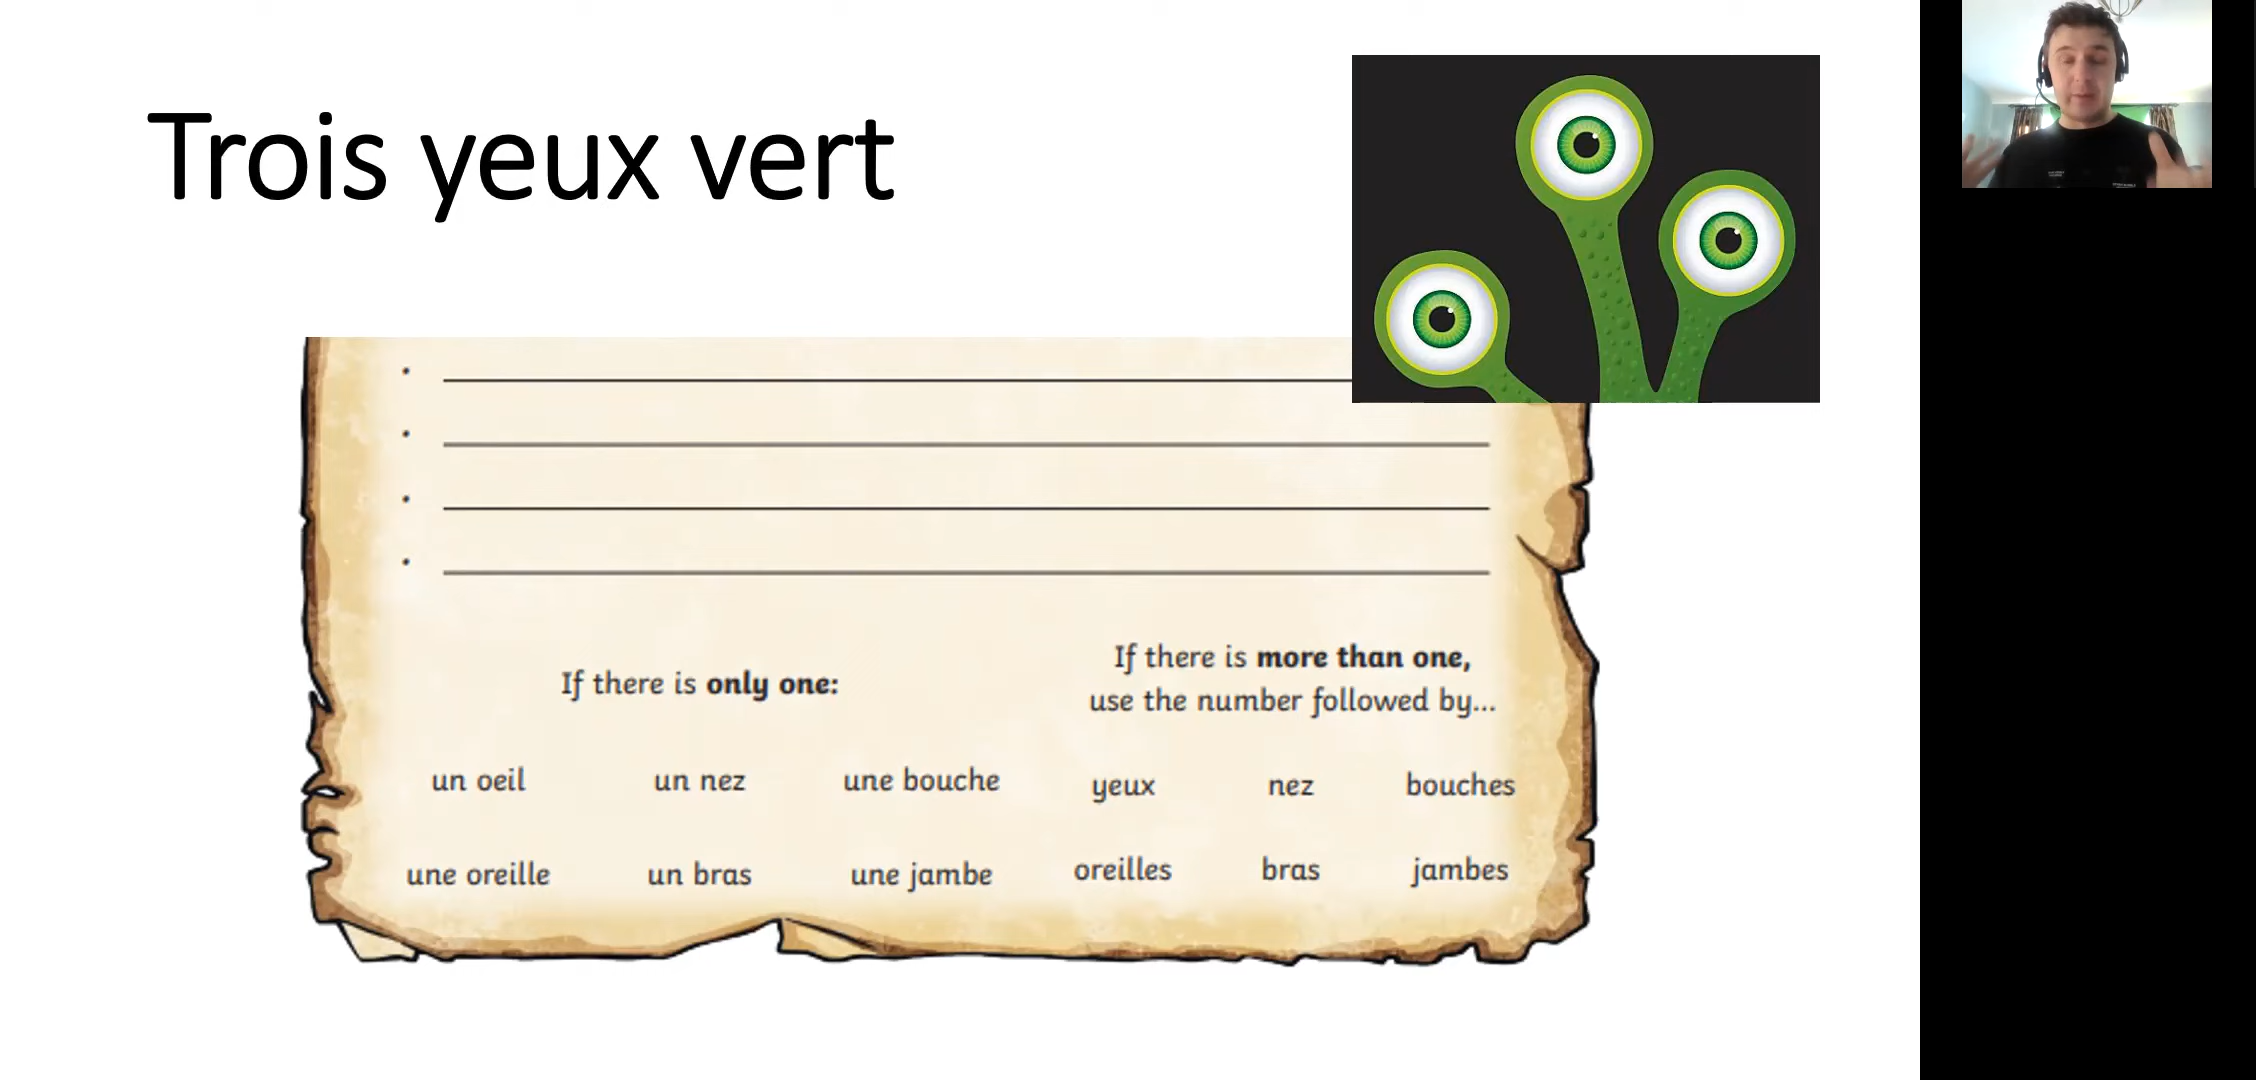 Trois yeux vert
If there is only one:
If there is more than one,
use the number followed by...
un oeil un nez une bouche
yeux nez bouches
une oreille un bras une jambe
oreilles bras jambes